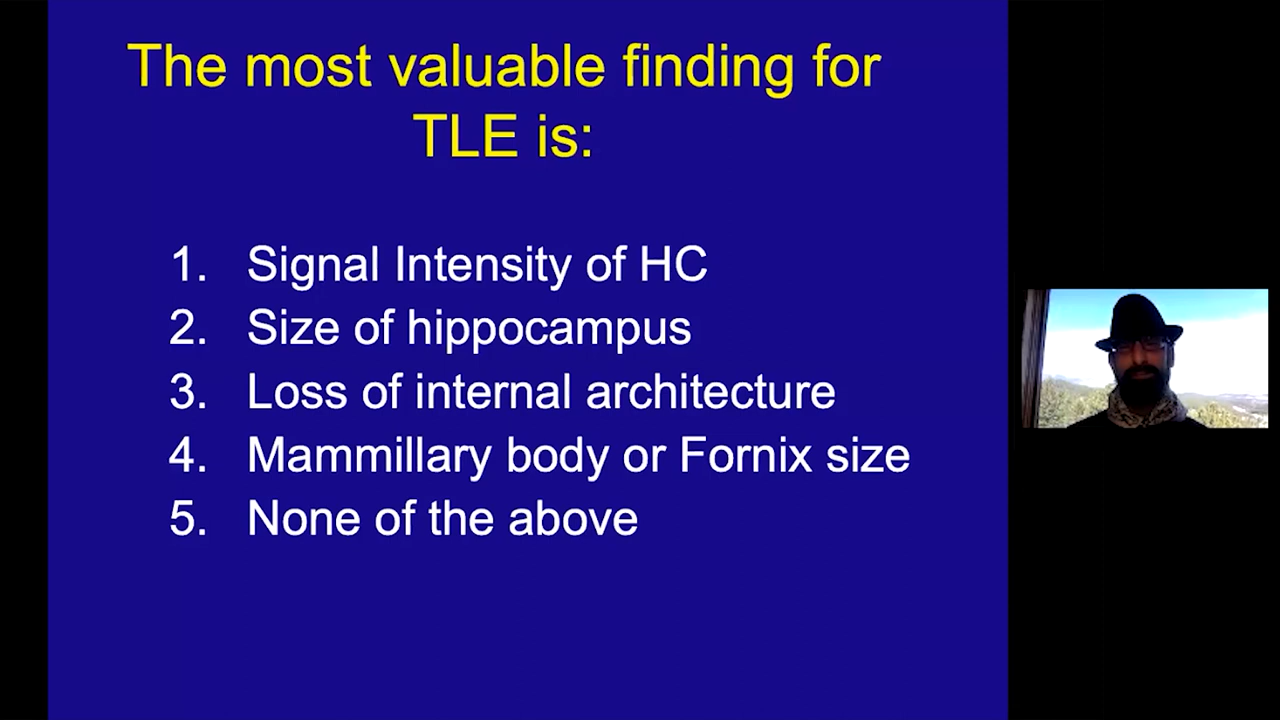 The most valuable finding for
TLE is:
1. Signal Intensity of HC
2. Size of hippocampus
3. Loss of internal architecture
4. Mammillary body or Fornix size
5. None of the above